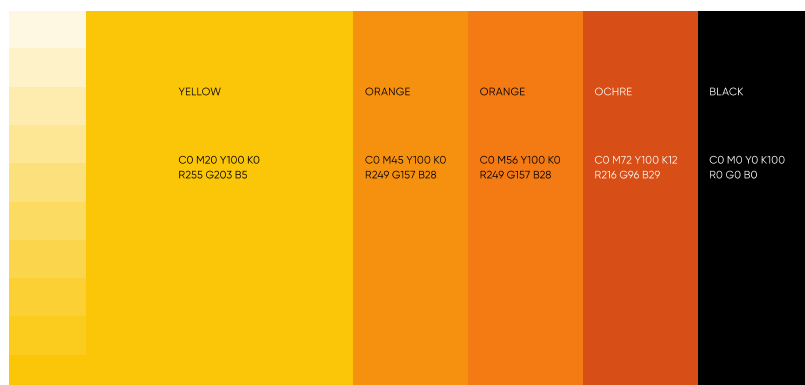 YELLOW
C0 M20 Y100 K0
R255 G203 B5
ORANGE
C0 M45 Y100 K0
R249 G157 B28
ORANGE
C0 M56 Y100 K0
R249 G157 B28
OCHRE
C0 M72 Y100 K12
R216 G96 B29
BLACK
C0 M0 Y0 K100
R0 G0 B0